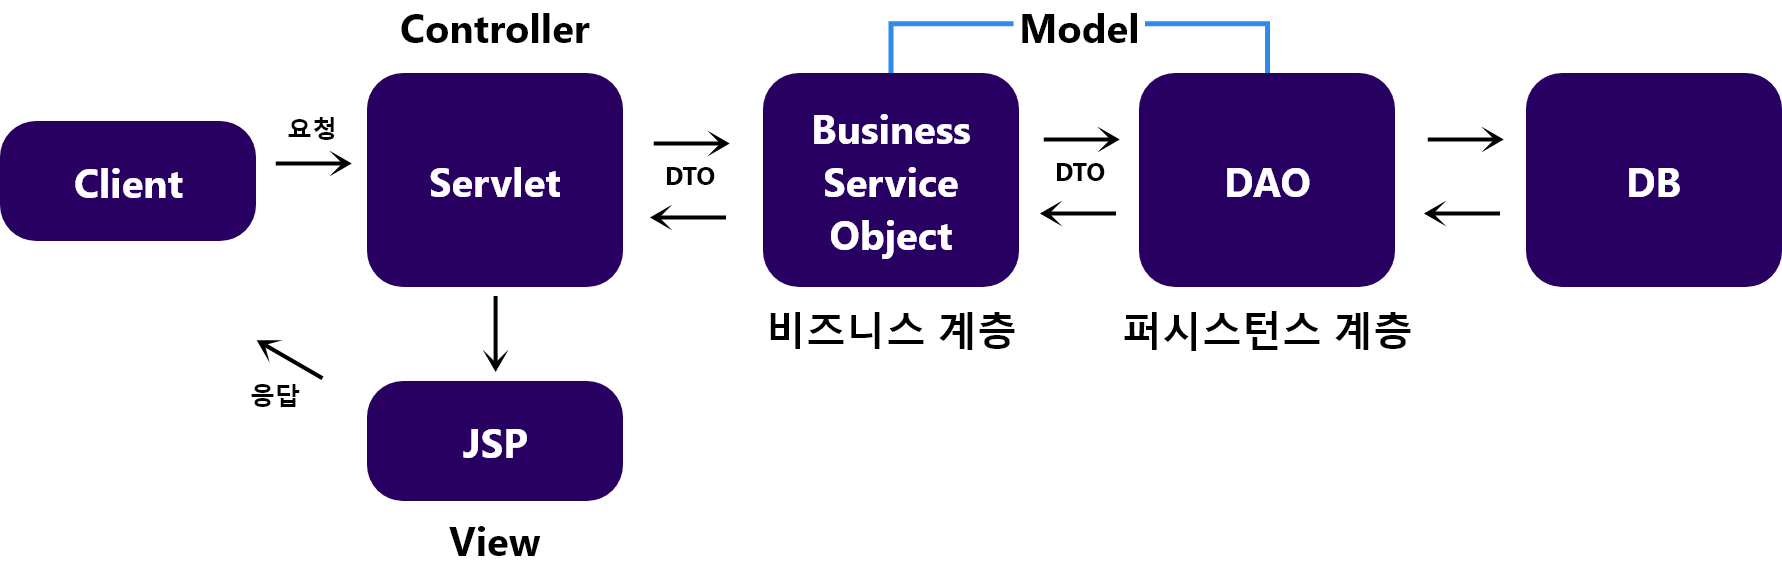 Controller
Model
Client
요청
Servlet
DTO
Business
Service
Object
DTO
DAO
DB
비즈니스 계층
퍼시스턴스 계층
응답
JSP
View